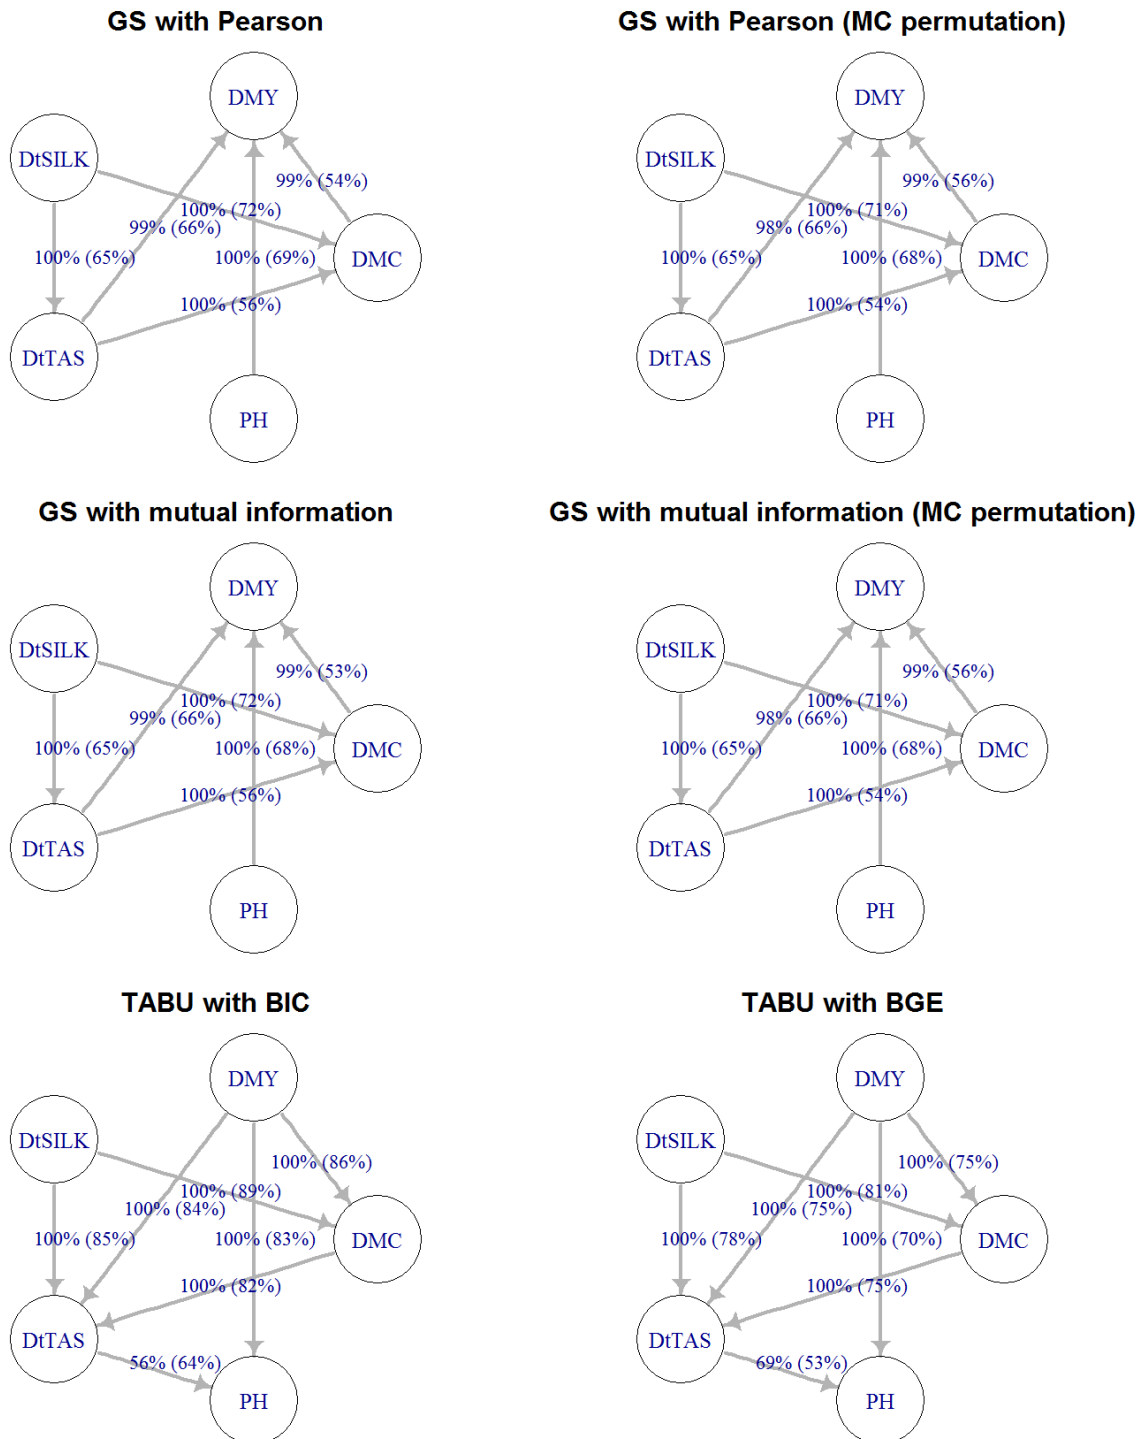 GS with Pearson
DMY
DtSILK
99% (54%)
100% (72%)
99% (66%)
100% (65%)
100% (69%)
DMC
100% (56%)
DtTAS
PH
GS with Pearson (MC permutation)
DMY
DtSILK
99% (56%)
100% (71%)
98% (66%)
100% (65%)
100% (68%)
DMC
100% (54%)
DtTAS
PH
GS with mutual information
DMY
DtSILK
99% (53%)
100% (72%)
99% (66%)
100% (65%)
100% (68%)
DMC
100% (56%)
DtTAS
PH
GS with mutual information (MC permutation)
DMY
DtSILK
99% (56%)
100% (71%)
98% (66%)
100% (65%)
100% (68%)
DMC
100% (54%)
DtTAS
PH
TABU with BIC
DMY
DtSILK
100% (86%)
100% (89%)
100% (84%)
100% (85%)
100% (83%)
DMC
100% (82%)
DtTAS
56% (64%)
PH
TABU with BGE
DMY
DtSILK
100% (75%)
100% (81%)
100% (75%)
100% (78%)
100% (70%)
DMC
100% (75%)
DtTAS
69% (53%)
PH